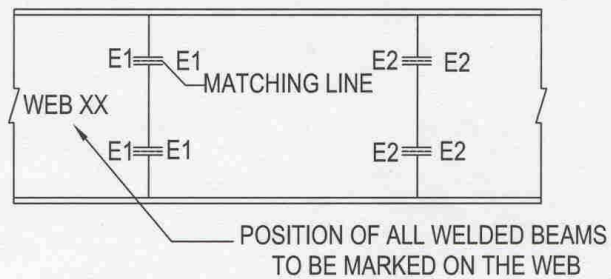 E1 E1 E2 E2
MATCHING LINE
WEB XX
E1 E1 E2 E2
POSITION OF ALL WELDED BEAMS
TO BE MARKED ON THE WEB